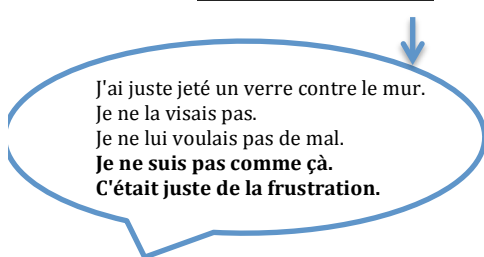 J'ai juste jeté un verre contre le mur.
Je ne la visais pas.
Je ne lui voulais pas de mal.
Je ne suis pas comme çà.
C'était juste de la frustration.